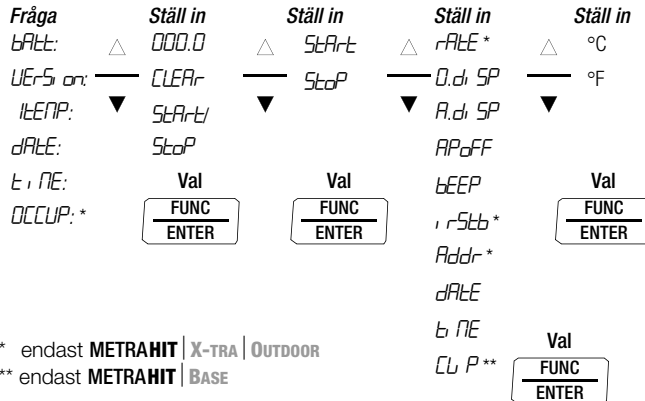 Fråga Ställ in Ställ in Ställ in Ställ in
bAtt: △ 000.0 △ StArt △ rAtE * △ °C
VErSion: CLEAr StoP 0.diSP °F
ItEMP: ▼ StArt/ ▼ ▼ A.diSP ▼
dAtE: StoP APoFF
tiME: Val Val bEEP Val
OCCUP: * FUNC FUNC irStb * FUNC
ENTER ENTER Addr * ENTER
dAtE
tiME
* endast METRAHIT | X-TRA | OUTDOOR CLiP ** Val
** endast METRAHIT | BASE FUNC
ENTER